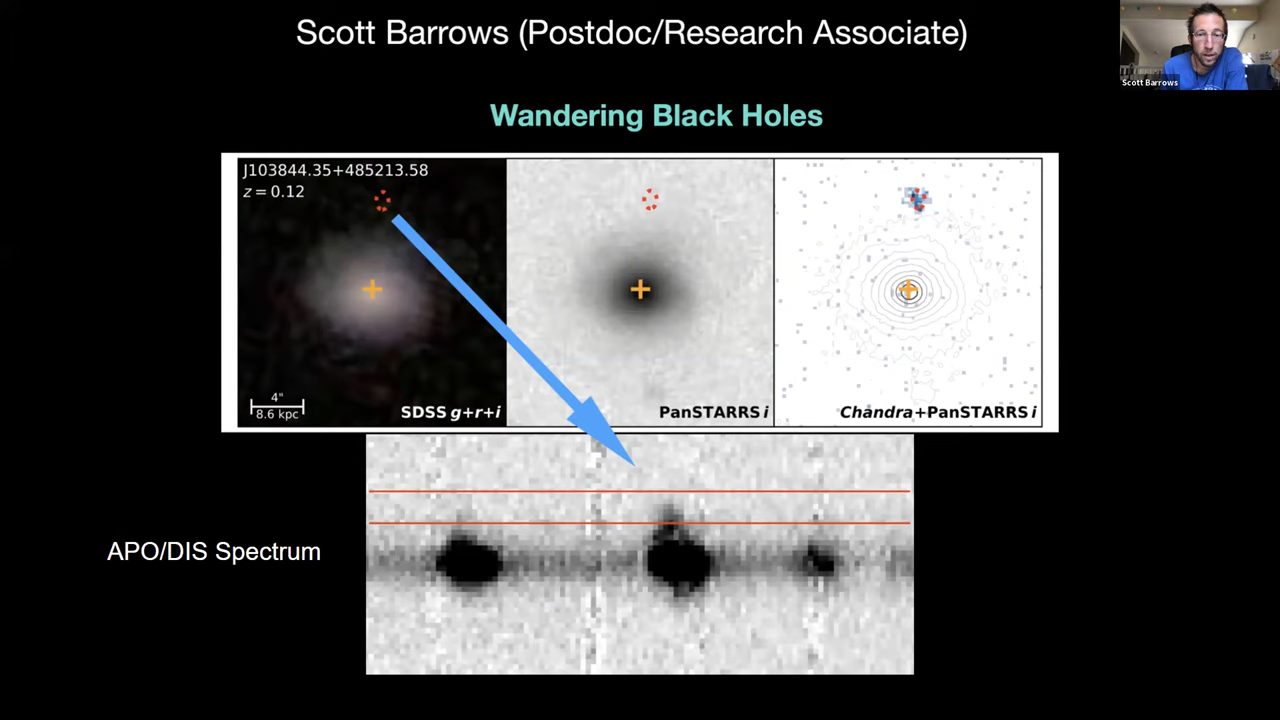 Scott Barrows (Postdoc/Research Associate)
Scott Barrows
Wandering Black Holes
J103844.35+485213.58
z = 0.12
4"
8.6 kpc
SDSS g+r+i
PanSTARRS i
Chandra+PanSTARRS i
APO/DIS Spectrum